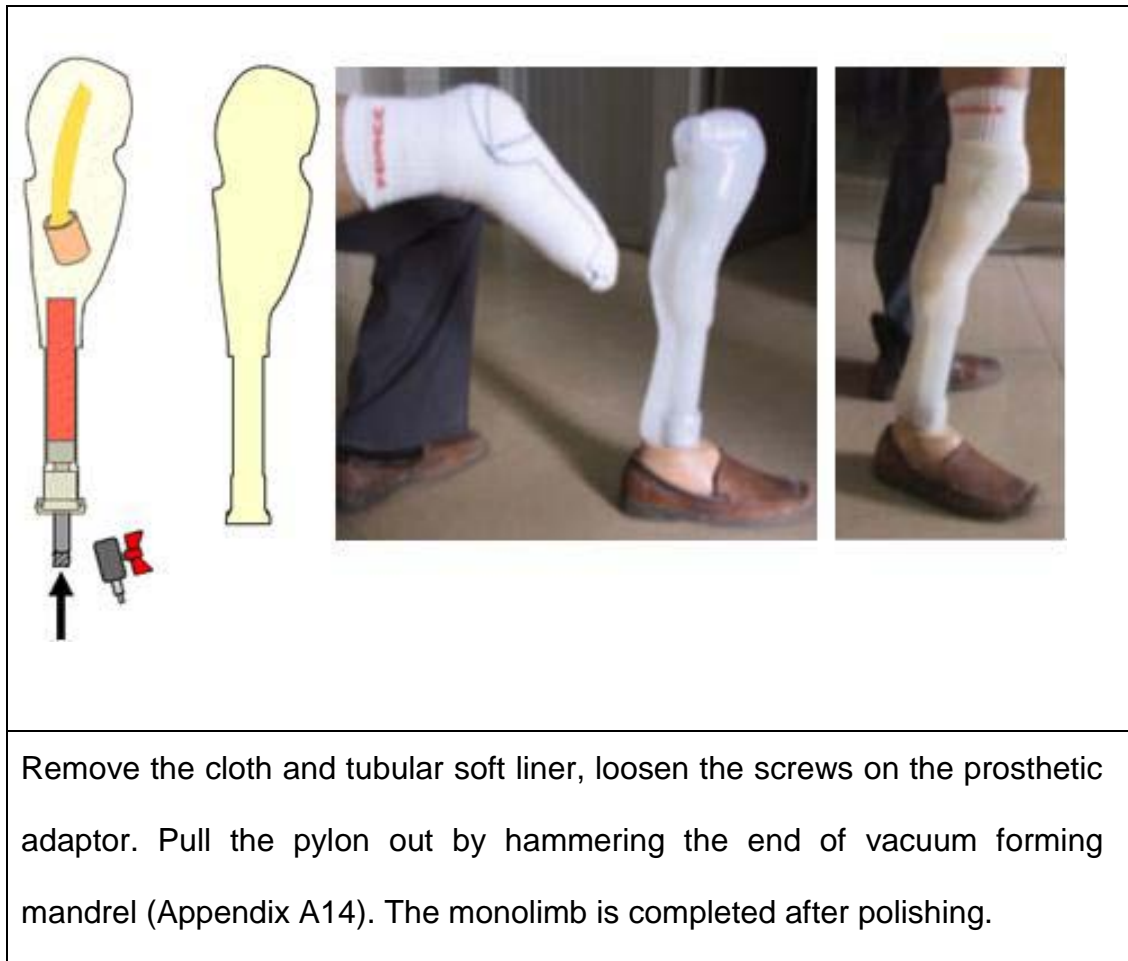 Remove the cloth and tubular soft liner, loosen the screws on the prosthetic
adaptor. Pull the pylon out by hammering the end of vacuum forming
mandrel (Appendix A14). The monolimb is completed after polishing.